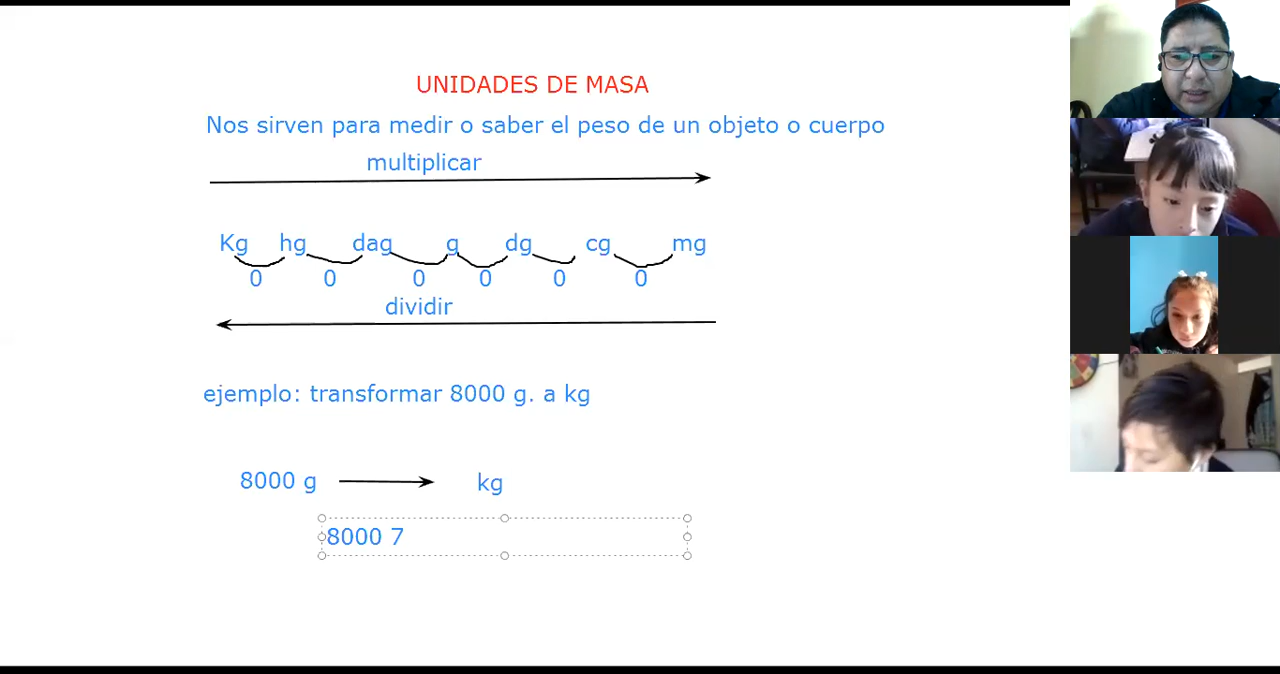 UNIDADES DE MASA
Nos sirven para medir o saber el peso de un objeto o cuerpo
multiplicar
Kg hg dag g dg cg mg
0 0 0 0 0 0
dividir
ejemplo: transformar 8000 g. a kg
8000 g kg
8000 7